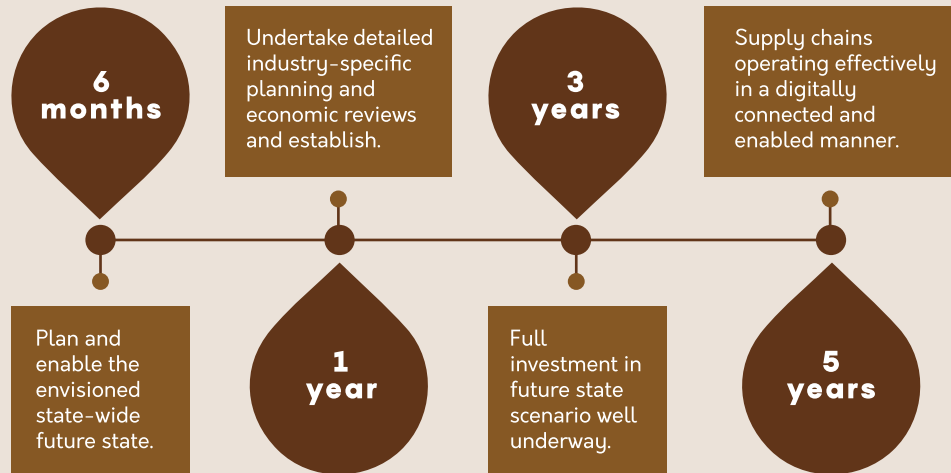 6
months
Plan and
enable the
envisioned
state-wide
future state.
Undertake detailed
industry-specific
planning and
economic reviews
and establish.
1
year
3
years
Full
investment in
future state
scenario well
underway.
Supply chains
operating effectively
in a digitally
connected and
enabled manner.
5
years